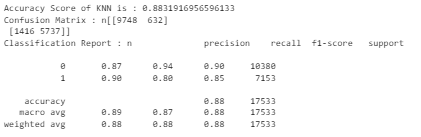 Accuracy Score of KNN is : 0.8831916956596133
Confusion Matrix : n[[9748 632]
[1416 5737]]
Classification Report : n precision recall f1-score support
0 0.87 0.94 0.90 10380
1 0.90 0.80 0.85 7153
accuracy 0.88 17533
macro avg 0.89 0.87 0.88 17533
weighted avg 0.88 0.88 0.88 17533